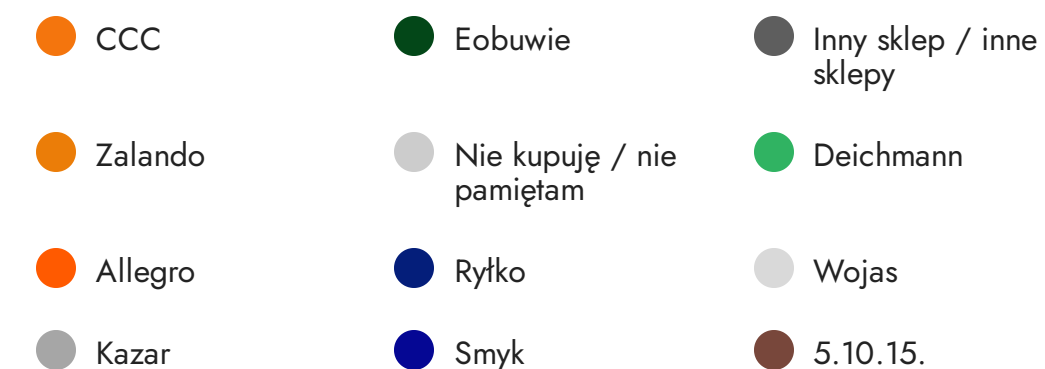 CCC
Eobuwie
Inny sklep / inne
sklepy
Zalando
Nie kupuję / nie
pamiętam
Deichmann
Allegro
Ryłko
Wojas
Kazar
Smyk
5.10.15.